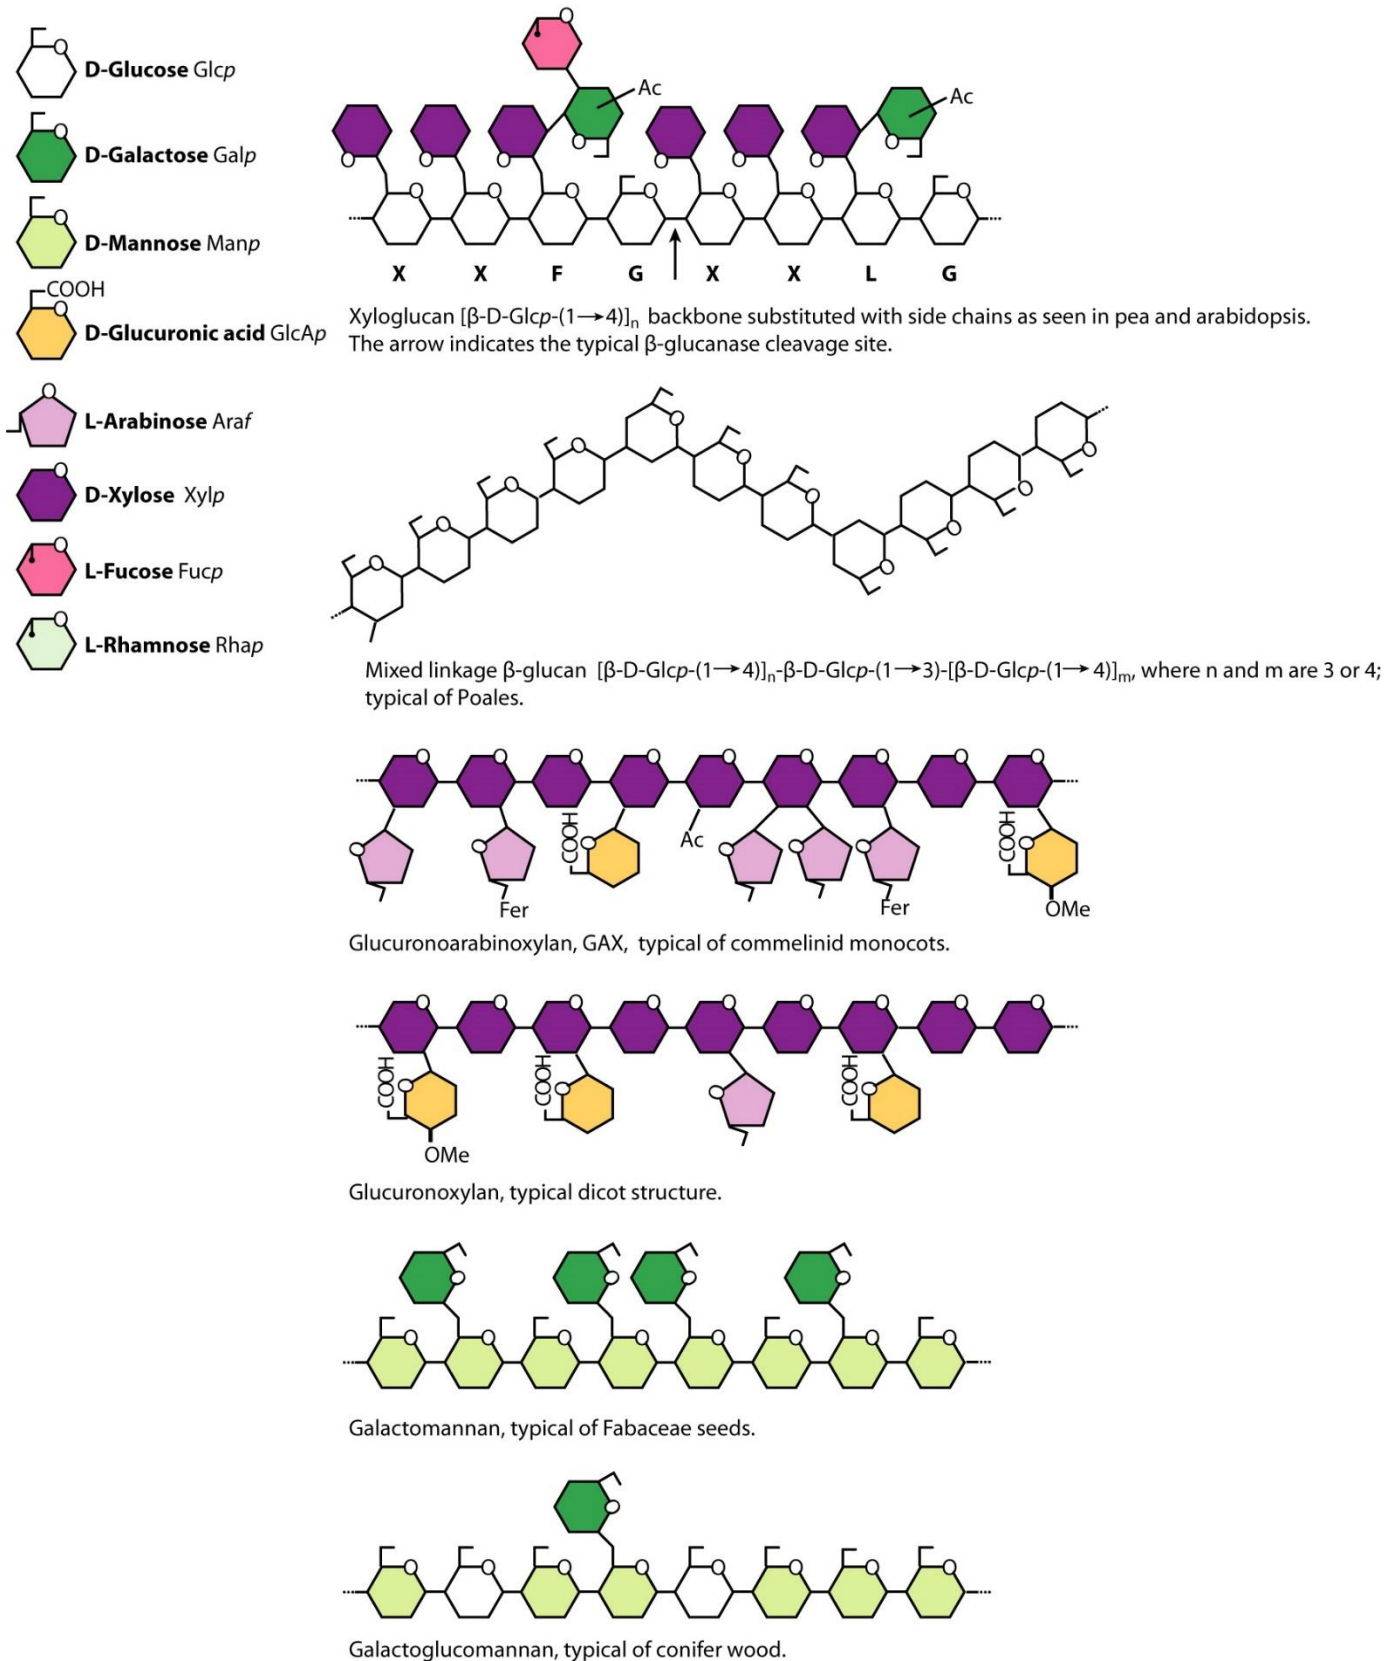 D-Glucose Glcp
D-Galactose Galp
D-Mannose Manp
COOH
D-Glucuronic acid GlcAp
L-Arabinose Araf
D-Xylose Xylp
L-Fucose Fucp
L-Rhamnose Rhap
Ac
Ac
X X F G X X L G
Xyloglucan [β-D-Glcp-(1→4)]n backbone substituted with side chains as seen in pea and arabidopsis.
The arrow indicates the typical β-glucanase cleavage site.
Mixed linkage β-glucan [β-D-Glcp-(1→4)]n-β-D-Glcp-(1→3)-[β-D-Glcp-(1→4)]m, where n and m are 3 or 4;
typical of Poales.
COOH
Ac
COOH
Fer
Fer
OMe
Glucuronoarabinoxylan, GAX, typical of commelinid monocots.
COOH
COOH
COOH
OMe
Glucuronoxylan, typical dicot structure.
Galactomannan, typical of Fabaceae seeds.
Galactoglucomannan, typical of conifer wood.